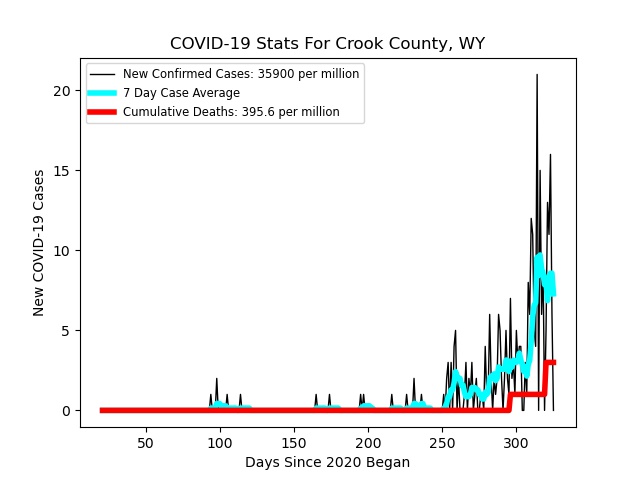 COVID-19 Stats For Crook County, WY
New Confirmed Cases: 35900 per million
7 Day Case Average
Cumulative Deaths: 395.6 per million
New COVID-19 Cases
20
15
10
5
0
50 100 150 200 250 300
Days Since 2020 Began